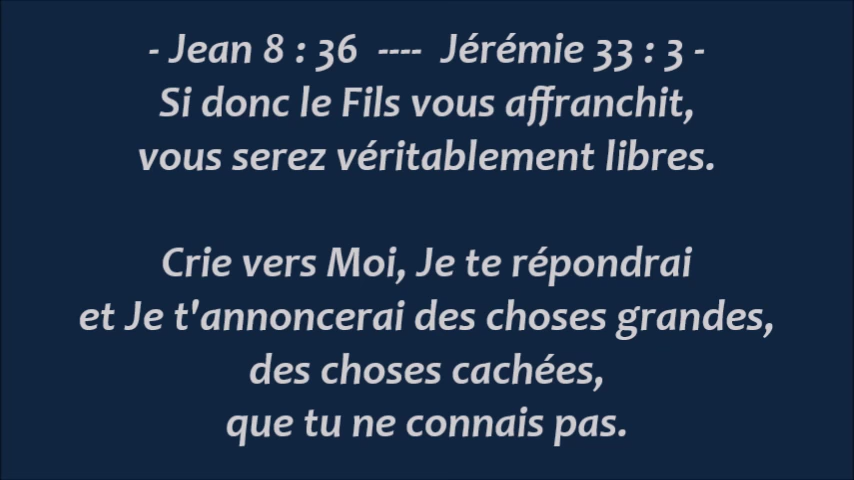 - Jean 8 : 36 ---- Jérémie 33 : 3 -
Si donc le Fils vous affranchit,
vous serez véritablement libres.
Crie vers Moi, Je te répondrai
et Je t'annoncerai des choses grandes,
des choses cachées,
que tu ne connais pas.